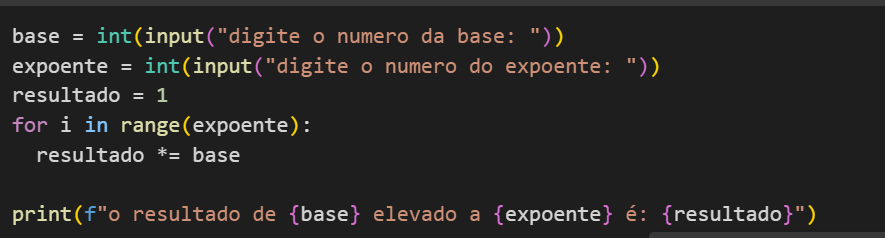 base = int(input("digite o numero da base: "))
expoente = int(input("digite o numero do expoente: "))
resultado = 1
for i in range(expoente):
  resultado *= base

print(f"o resultado de {base} elevado a {expoente} é: {resultado}")